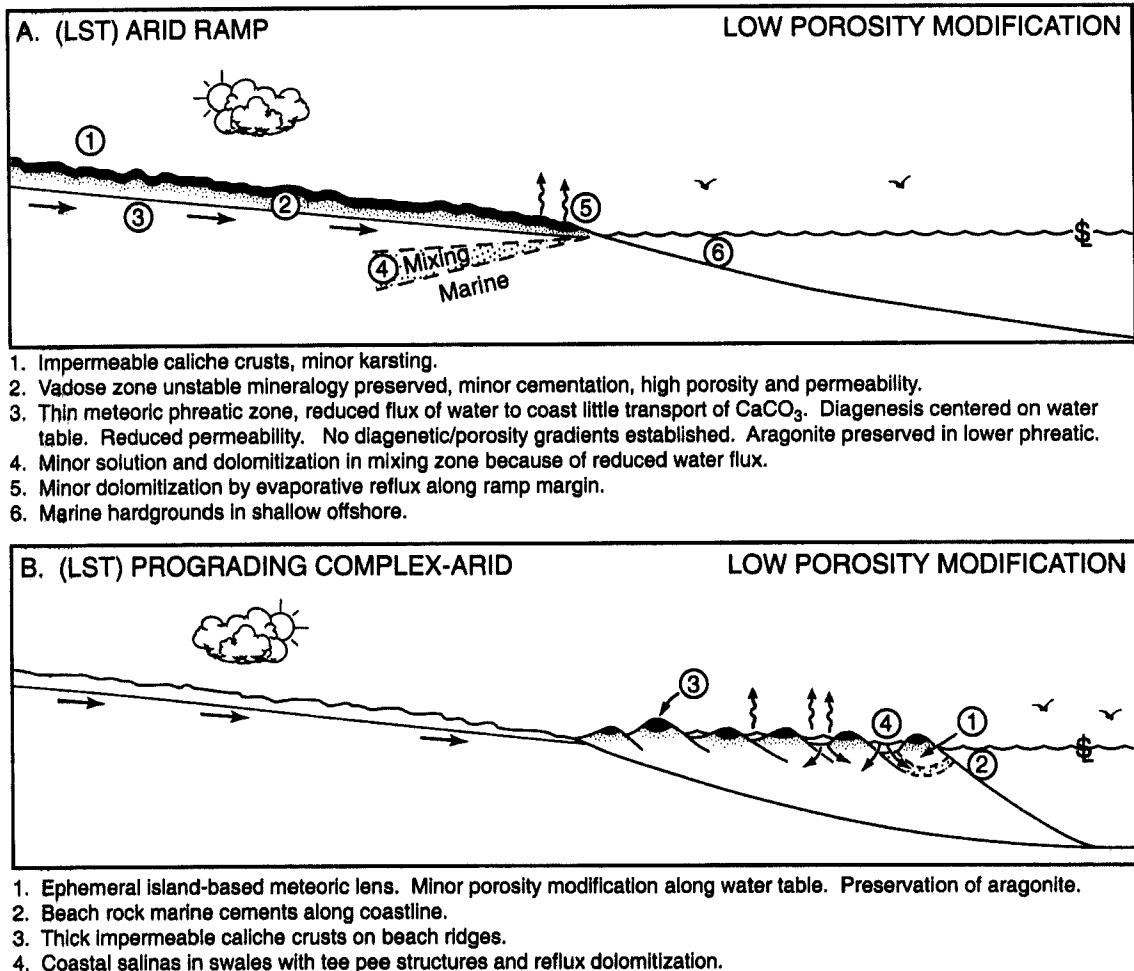 A. (LST) ARID RAMP
LOW POROSITY MODIFICATION
1
5
3
2
SL
6
4 Mixing
Marine
1. Impermeable caliche crusts, minor karsting.
2. Vadose zone unstable mineralogy preserved, minor cementation, high porosity and permeability.
3. Thin meteoric phreatic zone, reduced flux of water to coast little transport of CaCO₃. Diagenesis centered on water
table. Reduced permeability. No diagenetic/porosity gradients established. Aragonite preserved in lower phreatic.
4. Minor solution and dolomitization in mixing zone because of reduced water flux.
5. Minor dolomitization by evaporative reflux along ramp margin.
6. Marine hardgrounds in shallow offshore.
B. (LST) PROGRADING COMPLEX-ARID
LOW POROSITY MODIFICATION
3
4
1
SL
2
1. Ephemeral island-based meteoric lens. Minor porosity modification along water table. Preservation of aragonite.
2. Beach rock marine cements along coastline.
3. Thick impermeable caliche crusts on beach ridges.
4. Coastal salinas in swales with tee pee structures and reflux dolomitization.